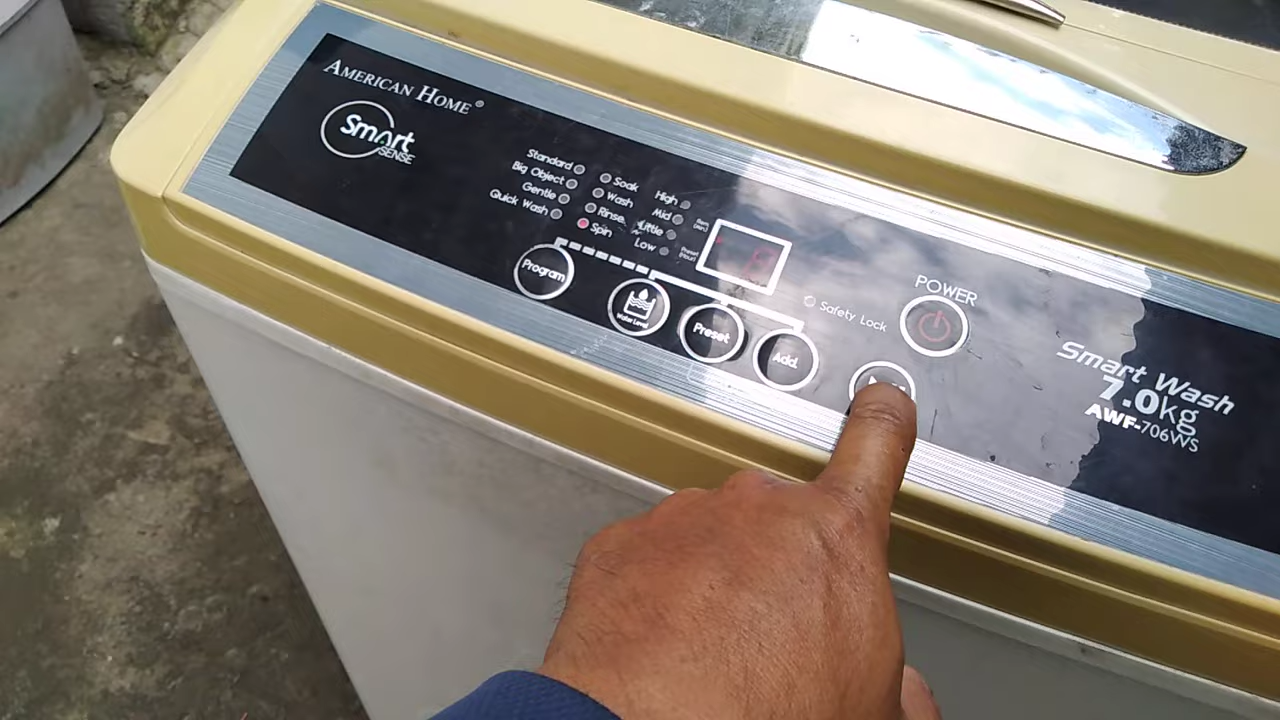 AMERICAN HOME®
Smart
SENSE
Standard
Big Object
Gentle
Quick Wash
Soak
Wash
Rinse
Spin
High
Mid
Little
Low
Program
Water Level
Preset
Add.
Safety Lock
POWER
Smart Wash
7.0kg
AWF-706WS